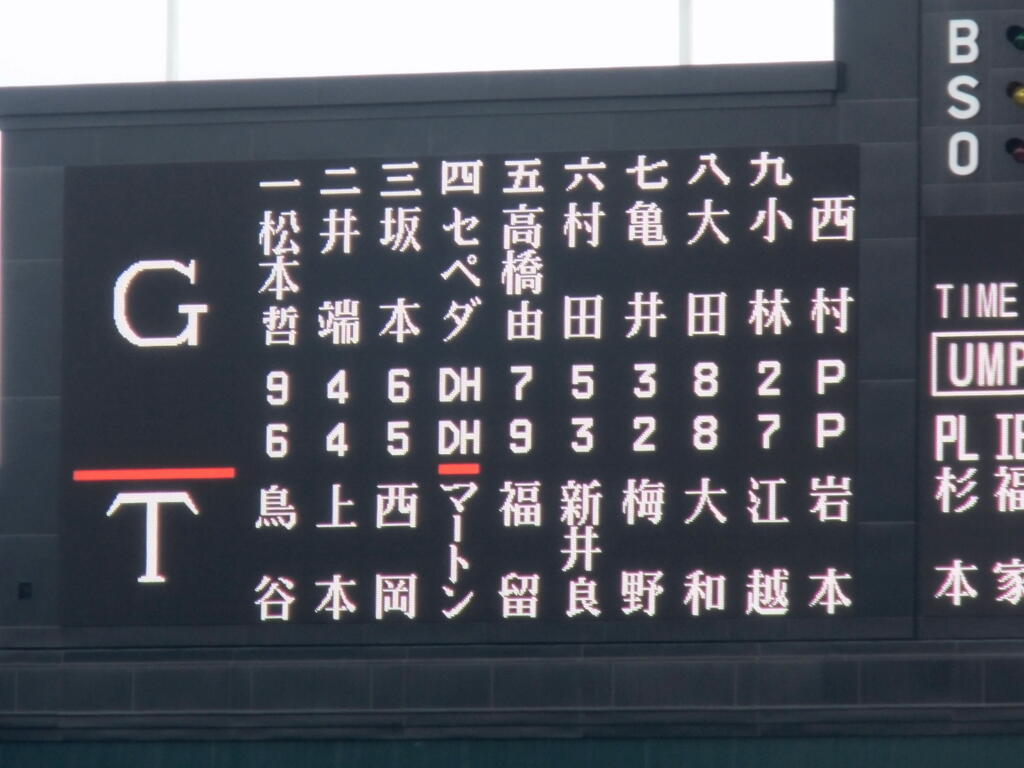 G
一 松本哲 9
二 井端 4
三 坂本 6
四 セペダ DH
五 高橋由 7
六 村田 5
七 亀井 3
八 大田 8
九 小林 2
西村 P
T
6 鳥谷
4 上本
5 西岡
DH マートン
9 福留
3 新井良
2 梅野
8 大和
7 江越
P 岩本
B
S
O
TIME
UMP
PL 杉本
福家